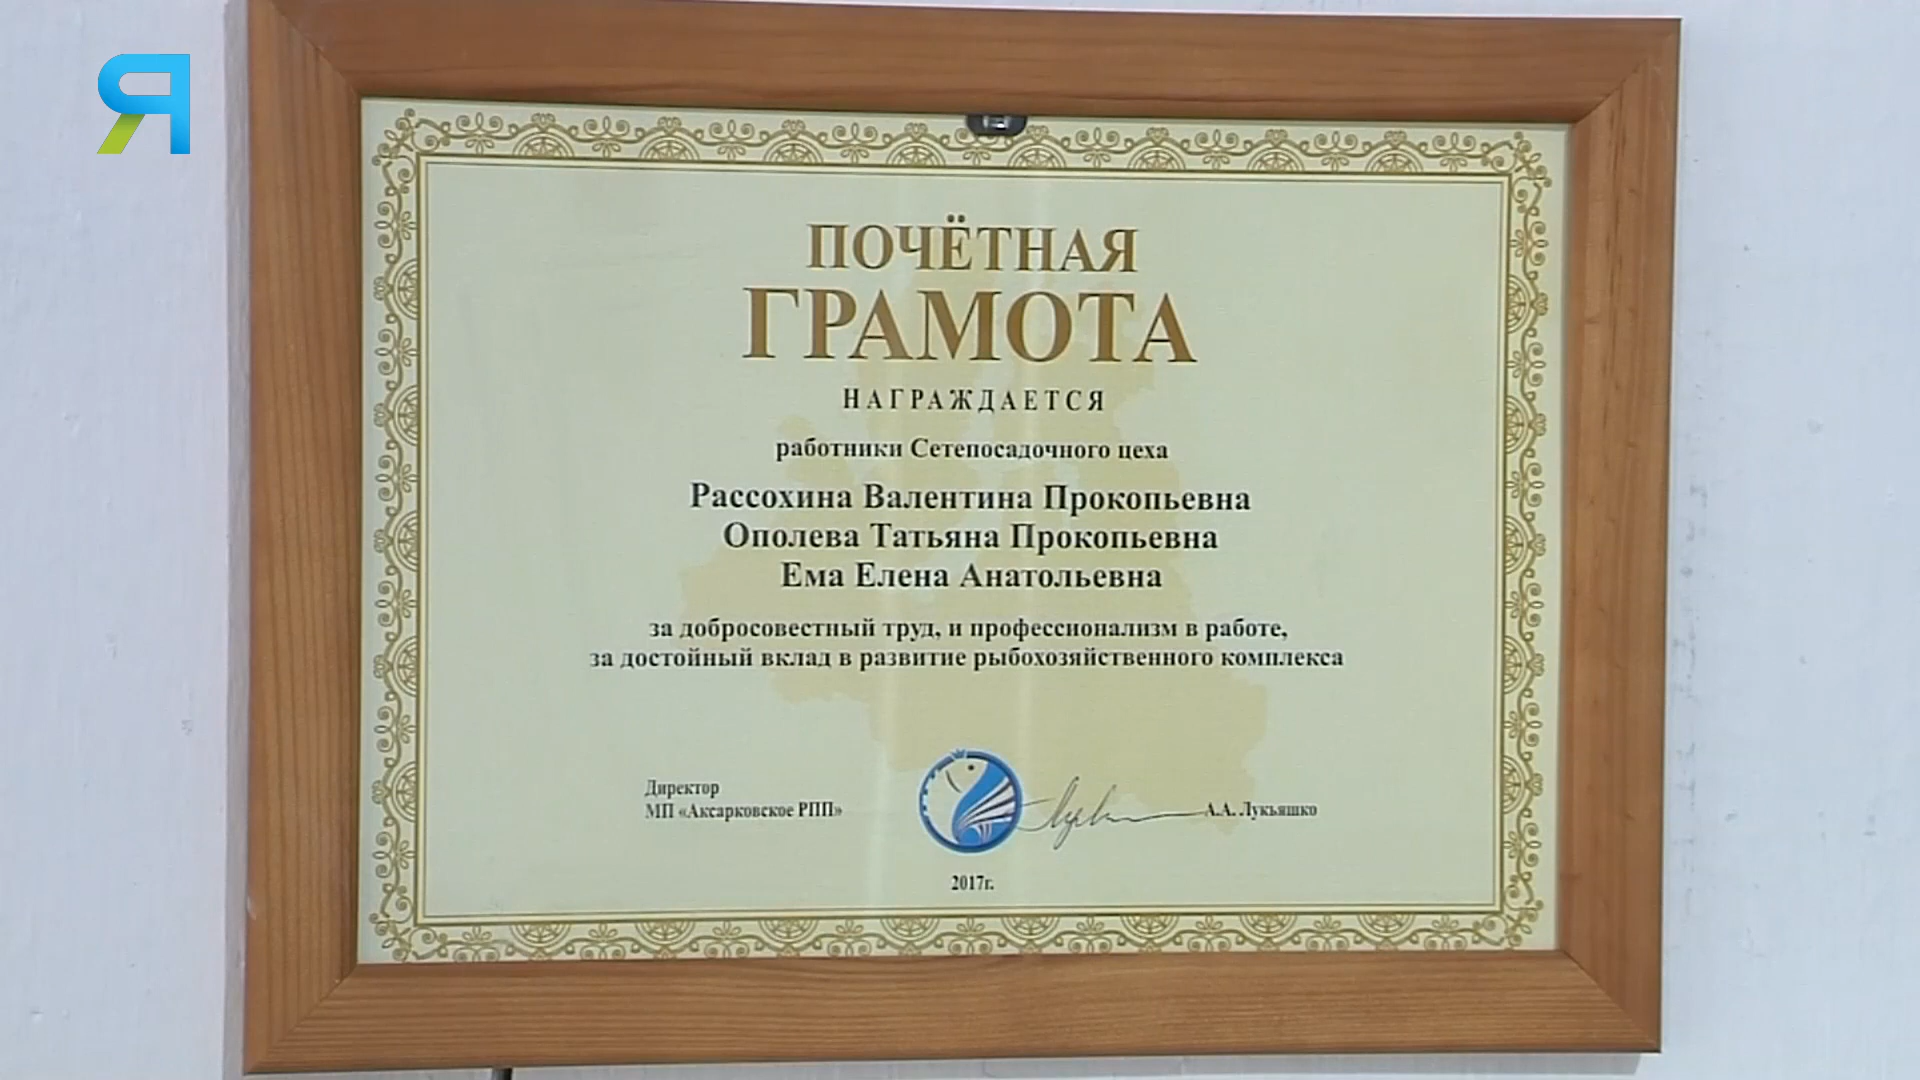 Я
ПОЧЁТНАЯ
ГРАМОТА
НАГРАЖДАЕТСЯ
работники Сетепосадочного цеха
Рассохина Валентина Прокопьевна
Ополева Татьяна Прокопьевна
Ема Елена Анатольевна
за добросовестный труд, и профессионализм в работе,
за достойный вклад в развитие рыбохозяйственного комплекса
Директор
МП «Аксарковское РПП»
А.А. Лукьяшко
2017г.